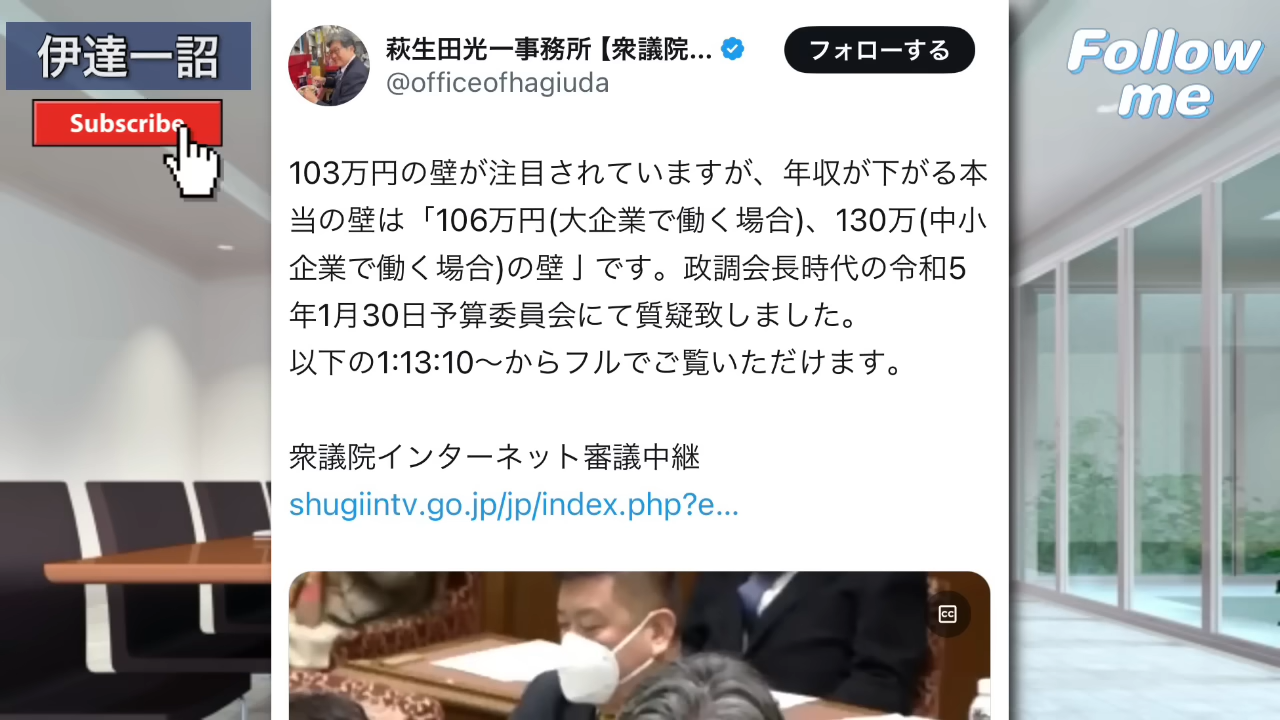 伊達一詔
Subscribe
萩生田光一事務所【衆議院...
@officeofhagiuda
フォローする
Follow
me
103万円の壁が注目されていますが、年収が下がる本
当の壁は「106万円(大企業で働く場合)、130万(中小
企業で働く場合)の壁」です。政調会長時代の令和5
年1月30日予算委員会にて質疑致しました。
以下の1:13:10〜からフルでご覧いただけます。
衆議院インターネット審議中継
shugiintv.go.jp/jp/index.php?e...
CC